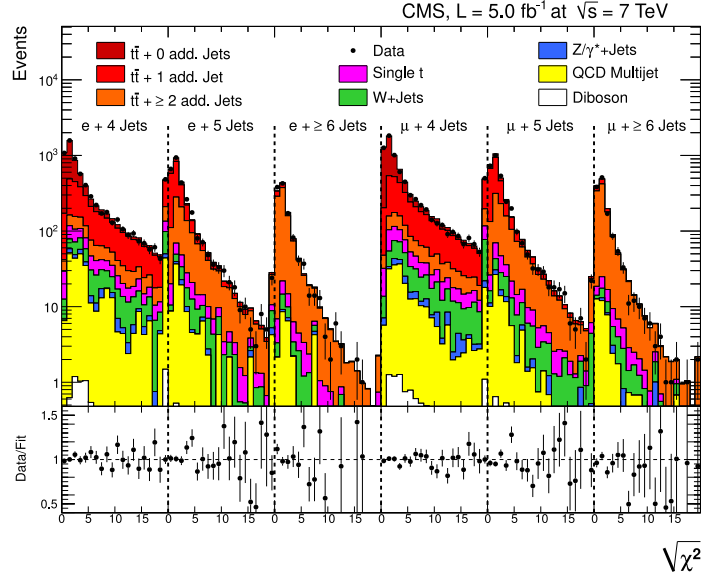 CMS, L = 5.0 fb⁻¹ at √s = 7 TeV
Events
tt̄ + 0 add. Jets
tt̄ + 1 add. Jet
tt̄ + ≥ 2 add. Jets
Data
Single t
W+Jets
Z/γ*+Jets
QCD Multijet
Diboson
e + 4 Jets
e + 5 Jets
e + ≥ 6 Jets
μ + 4 Jets
μ + 5 Jets
μ + ≥ 6 Jets
10⁴
10³
10²
10
1
Data/Fit
1.5
1
0.5
0 5 10 15 0 5 10 15 0 5 10 15 0 5 10 15 0 5 10 15 0 5 10 15
√χ²